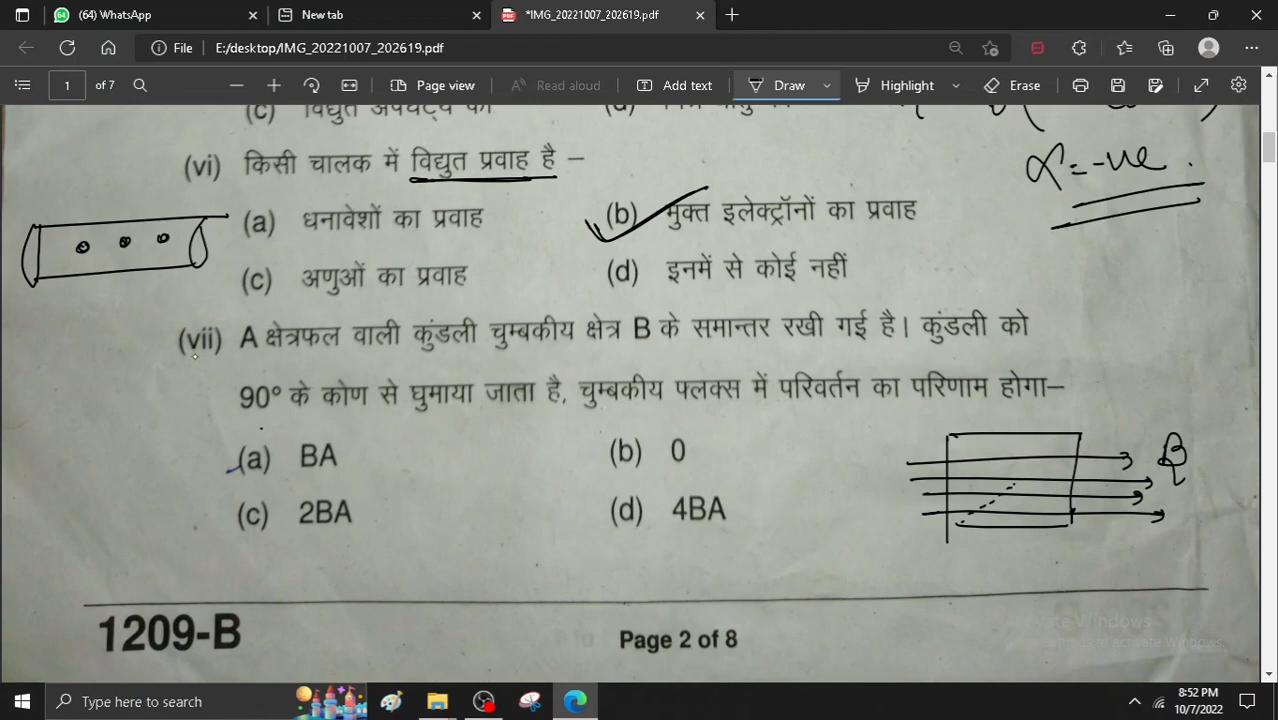 (64) WhatsApp
New tab
*IMG_20221007_202619.pdf
File E:/desktop/IMG_20221007_202619.pdf
1 of 7
Page view
Read aloud
Add text
Draw
Highlight
Erase
(c) विद्युत अपघट्य का
(vi) किसी चालक में विद्युत प्रवाह है –
α = -ve .
(a) धनावेशों का प्रवाह (b) मुक्त इलेक्ट्रॉनों का प्रवाह
(c) अणुओं का प्रवाह (d) इनमें से कोई नहीं
(vii) A क्षेत्रफल वाली कुंडली चुम्बकीय क्षेत्र B के समान्तर रखी गई है। कुंडली को
90° के कोण से घुमाया जाता है, चुम्बकीय फ्लक्स में परिवर्तन का परिणाम होगा–
(a) BA (b) 0
B
(c) 2BA (d) 4BA
1209-B Page 2 of 8
Type here to search
8:52 PM
10/7/2022